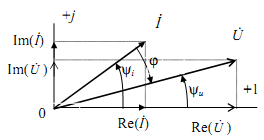 +j
İ
U̇
Im(İ)
Im(U̇)
ψi
φ
ψu
+1
0
Re(İ)
Re(U̇)